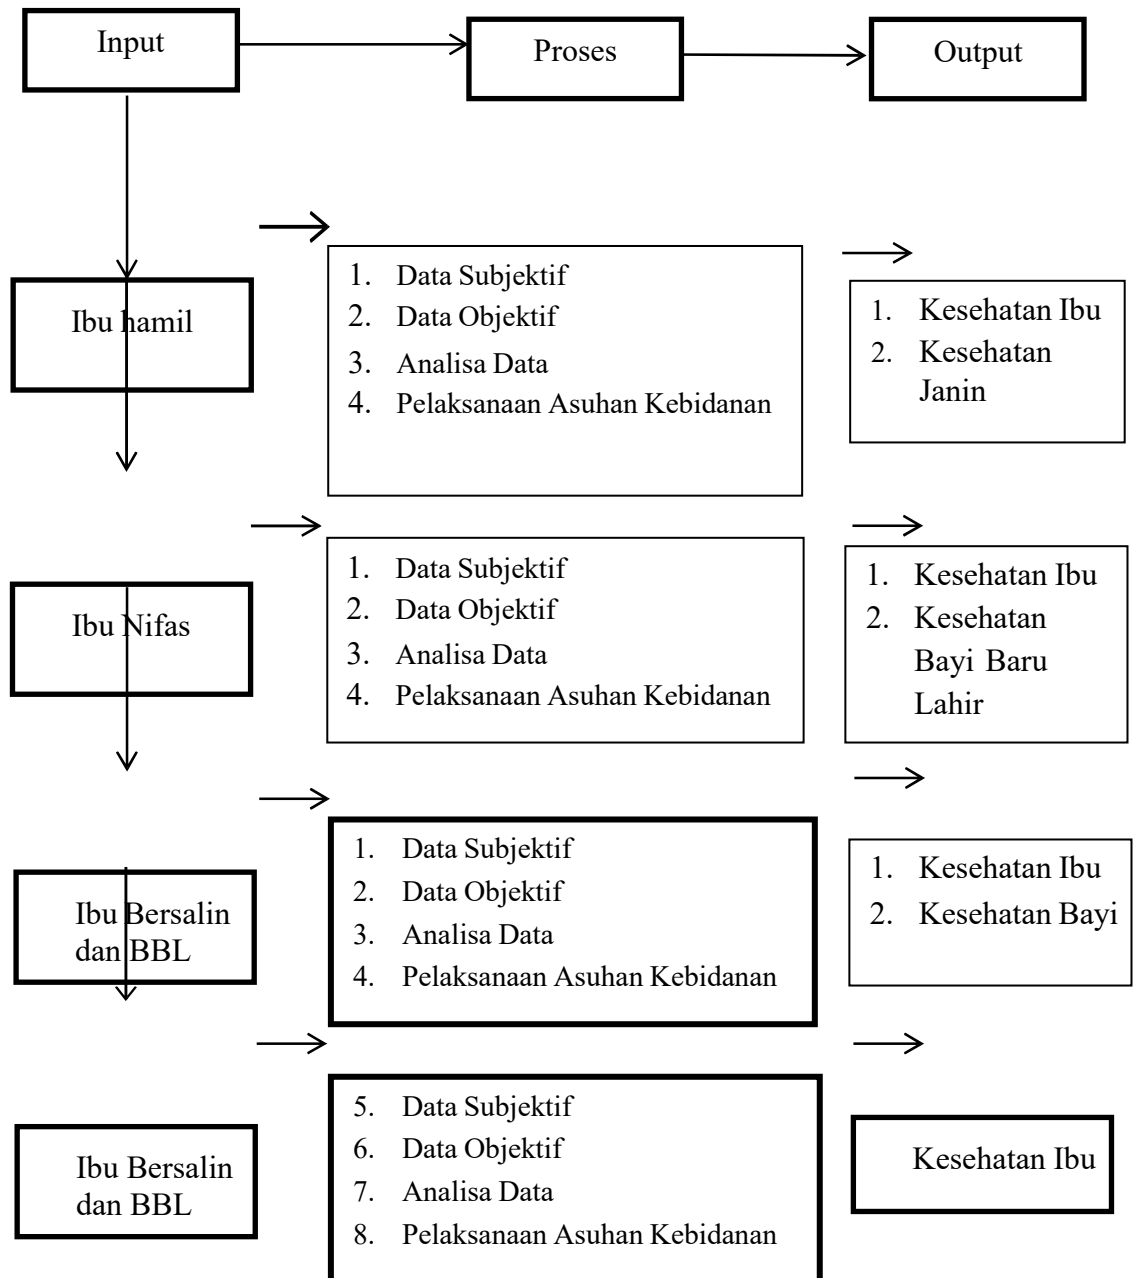 Input
Proses
Output
Ibu hamil
1. Data Subjektif
2. Data Objektif
3. Analisa Data
4. Pelaksanaan Asuhan Kebidanan
1. Kesehatan Ibu
2. Kesehatan
Janin
Ibu Nifas
1. Data Subjektif
2. Data Objektif
3. Analisa Data
4. Pelaksanaan Asuhan Kebidanan
1. Kesehatan Ibu
2. Kesehatan
Bayi Baru
Lahir
Ibu Bersalin
dan BBL
1. Data Subjektif
2. Data Objektif
3. Analisa Data
4. Pelaksanaan Asuhan Kebidanan
1. Kesehatan Ibu
2. Kesehatan Bayi
Ibu Bersalin
dan BBL
5. Data Subjektif
6. Data Objektif
7. Analisa Data
8. Pelaksanaan Asuhan Kebidanan
Kesehatan Ibu